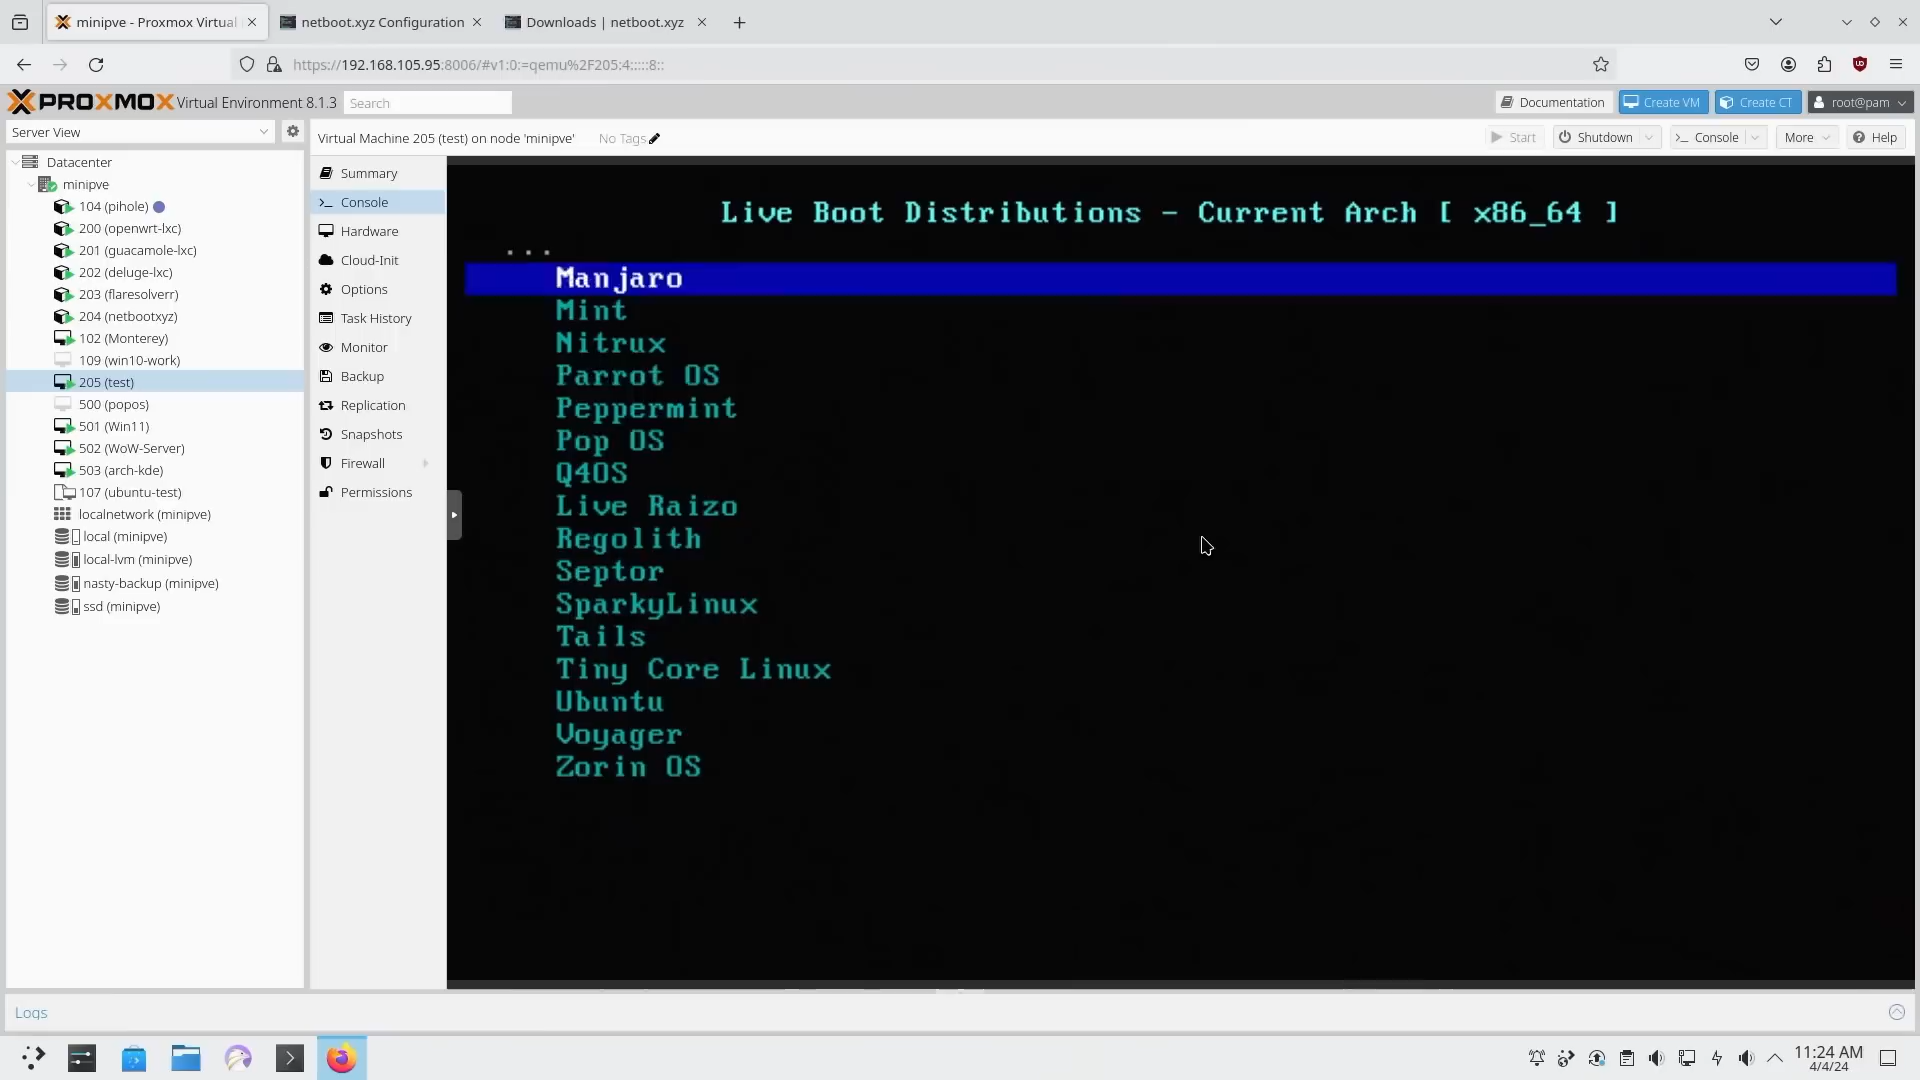 minipve - Proxmox Virtual
netboot.xyz Configuration
Downloads | netboot.xyz
https://192.168.105.95:8006/#v1:0:=qemu%2F205:4:::::8::
PROXMOX Virtual Environment 8.1.3
Search
Documentation
Create VM
Create CT
root@pam
Server View
Virtual Machine 205 (test) on node 'minipve'
No Tags
Start
Shutdown
Console
More
Help
Datacenter
minipve
104 (pihole)
200 (openwrt-lxc)
201 (guacamole-lxc)
202 (deluge-lxc)
203 (flaresolverr)
204 (netbootxyz)
102 (Monterey)
109 (win10-work)
205 (test)
500 (popos)
501 (Win11)
502 (WoW-Server)
503 (arch-kde)
107 (ubuntu-test)
localnetwork (minipve)
local (minipve)
local-lvm (minipve)
nasty-backup (minipve)
ssd (minipve)
Summary
Console
Hardware
Cloud-Init
Options
Task History
Monitor
Backup
Replication
Snapshots
Firewall
Permissions
Live Boot Distributions - Current Arch [ x86_64 ]
...
Manjaro
Mint
Nitrux
Parrot OS
Peppermint
Pop OS
Q4OS
Live Raizo
Regolith
Septor
SparkyLinux
Tails
Tiny Core Linux
Ubuntu
Voyager
Zorin OS
Logs
11:24 AM
4/4/24